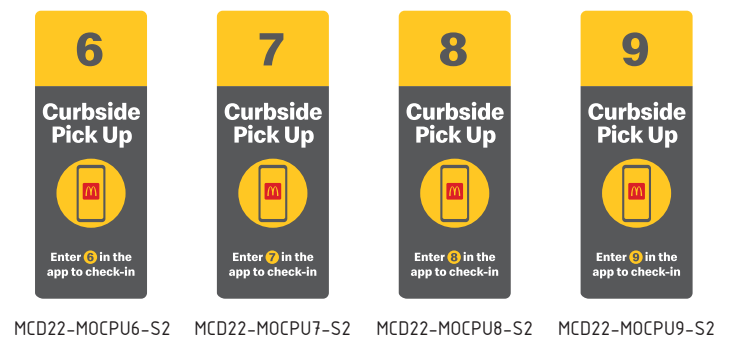 6
Curbside
Pick Up
Enter 6 in the
app to check-in
MCD22-MOCPU6-S2
7
Curbside
Pick Up
Enter 7 in the
app to check-in
MCD22-MOCPU7-S2
8
Curbside
Pick Up
Enter 8 in the
app to check-in
MCD22-MOCPU8-S2
9
Curbside
Pick Up
Enter 9 in the
app to check-in
MCD22-MOCPU9-S2